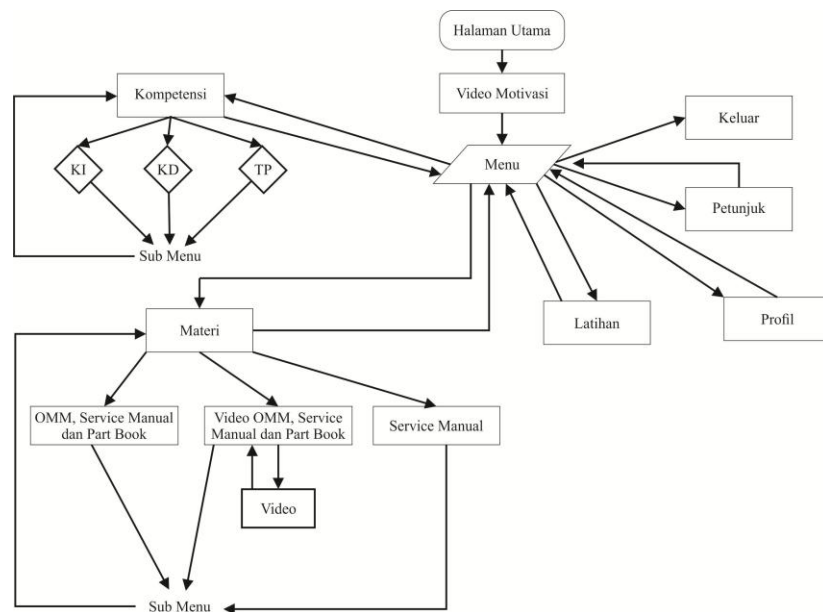 Halaman Utama
Video Motivasi
Kompetensi
Keluar
Menu
KI
KD
TP
Petunjuk
Sub Menu
Materi
Latihan
Profil
OMM, Service Manual
dan Part Book
Video OMM, Service
Manual dan Part Book
Service Manual
Video
Sub Menu